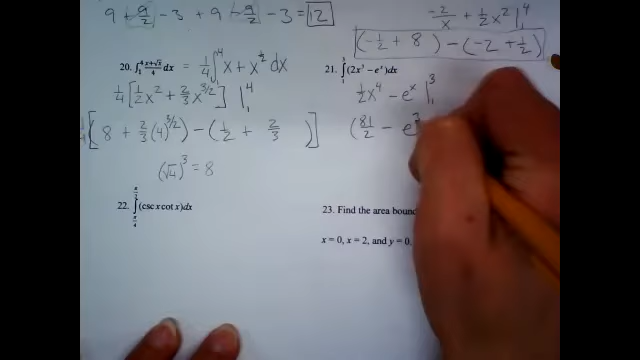 9 + 9/2 - 3 + 9 - 9/2 - 3 = 12
-2/x + 1/2 x² |₁⁴
(-1/2 + 8) - (-2 + 1/2)
20. ∫₁⁴ (x+√x)/4 dx = 1/4 ∫₁⁴ x + x^(1/2) dx
1/4 [1/2 x² + 2/3 x^(3/2)] |₁⁴
[8 + 2/3 (4)^(3/2)) - (1/2 + 2/3)]
(√4)³ = 8
21. ∫₁³ (2x³ - eˣ) dx
1/2 x⁴ - eˣ |₁³
(81/2 - e³
22. ∫ (csc x cot x) dx
23. Find the area boun
x = 0, x = 2, and y = 0.